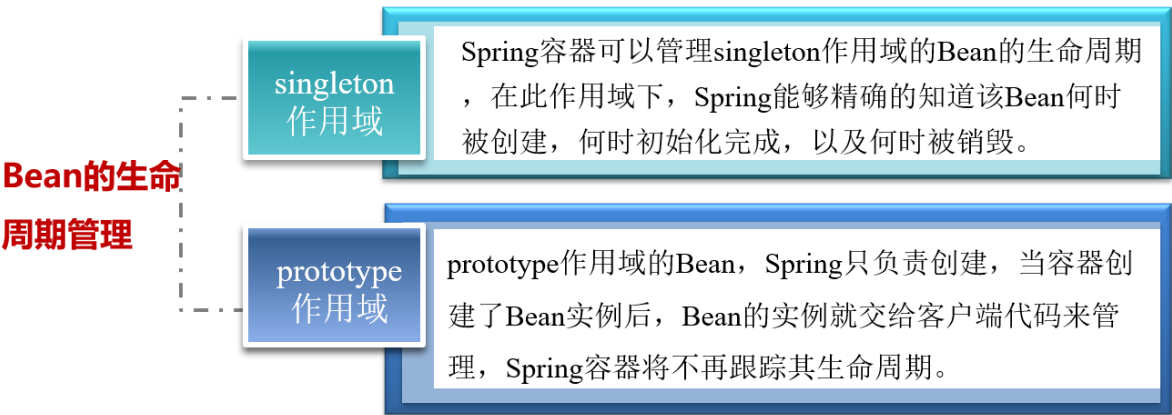 Bean的生命
周期管理
singleton
作用域
Spring容器可以管理singleton作用域的Bean的生命周期
，在此作用域下，Spring能够精确的知道该Bean何时
被创建，何时初始化完成，以及何时被销毁。
prototype
作用域
prototype作用域的Bean，Spring只负责创建，当容器创
建了Bean实例后，Bean的实例就交给客户端代码来管
理，Spring容器将不再跟踪其生命周期。